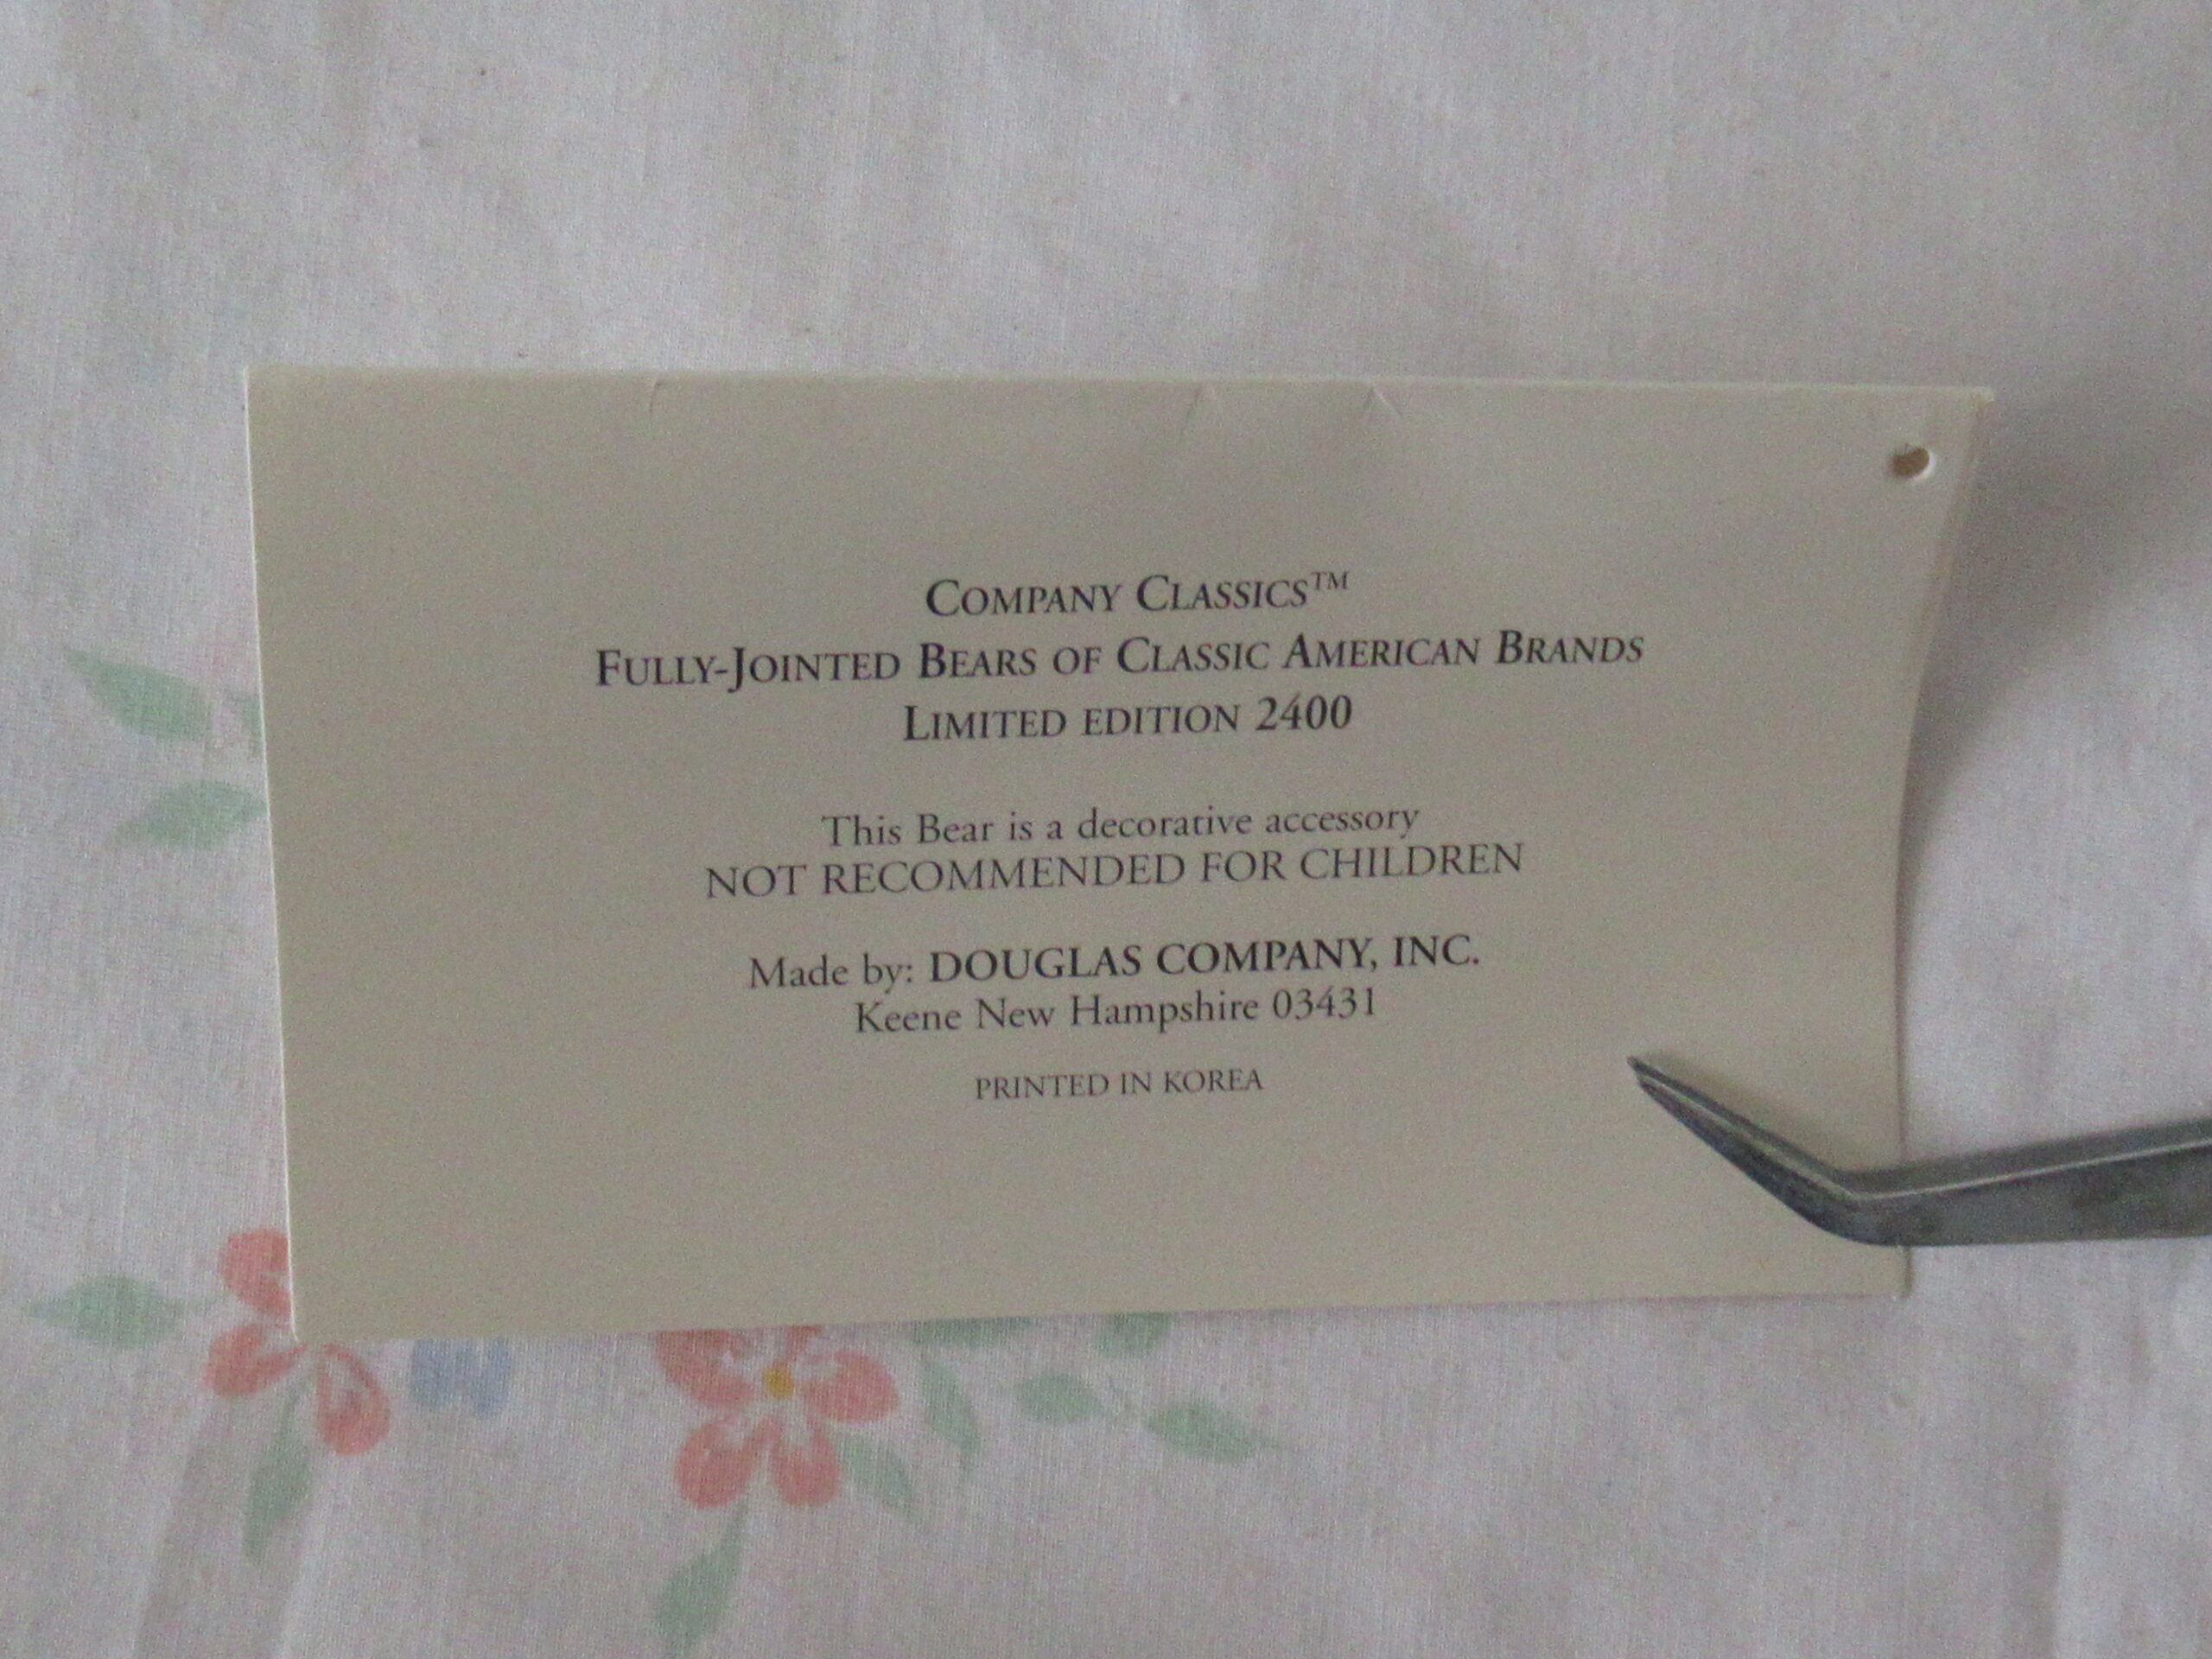 COMPANY CLASSICS™
FULLY-JOINTED BEARS OF CLASSIC AMERICAN BRANDS
LIMITED EDITION 2400
This Bear is a decorative accessory
NOT RECOMMENDED FOR CHILDREN
Made by: DOUGLAS COMPANY, INC.
Keene New Hampshire 03431
PRINTED IN KOREA